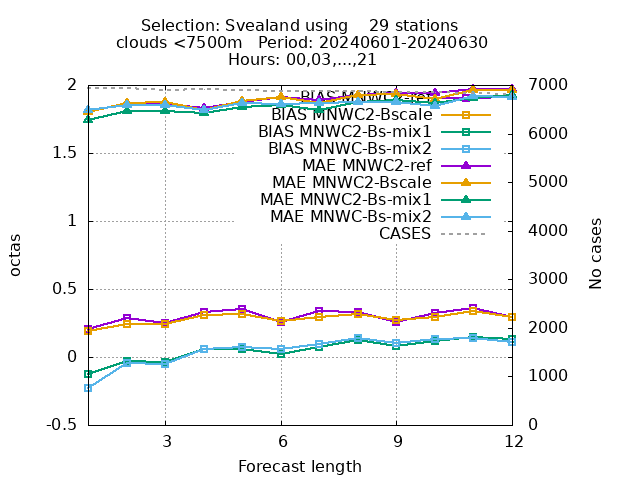 Selection: Svealand using    29 stations
clouds <7500m   Period: 20240601-20240630
Hours: 00,03,...,21
2
1.5
1
0.5
0
-0.5
octas
7000
6000
5000
4000
3000
2000
1000
0
No cases
BIAS MNWC2-ref
BIAS MNWC2-Bscale
BIAS MNWC2-Bs-mix1
BIAS MNWC-Bs-mix2
MAE MNWC2-ref
MAE MNWC2-Bscale
MAE MNWC2-Bs-mix1
MAE MNWC-Bs-mix2
CASES
3 6 9 12
Forecast length